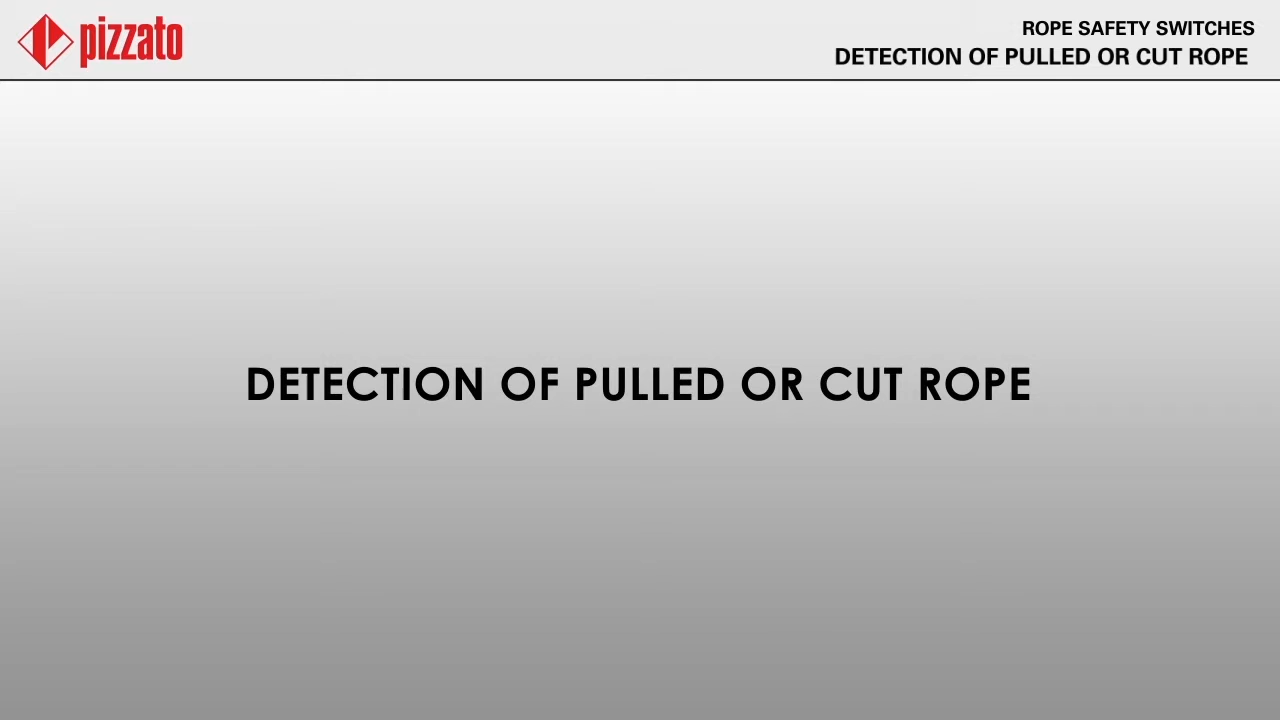 pizzato
ROPE SAFETY SWITCHES
DETECTION OF PULLED OR CUT ROPE
DETECTION OF PULLED OR CUT ROPE